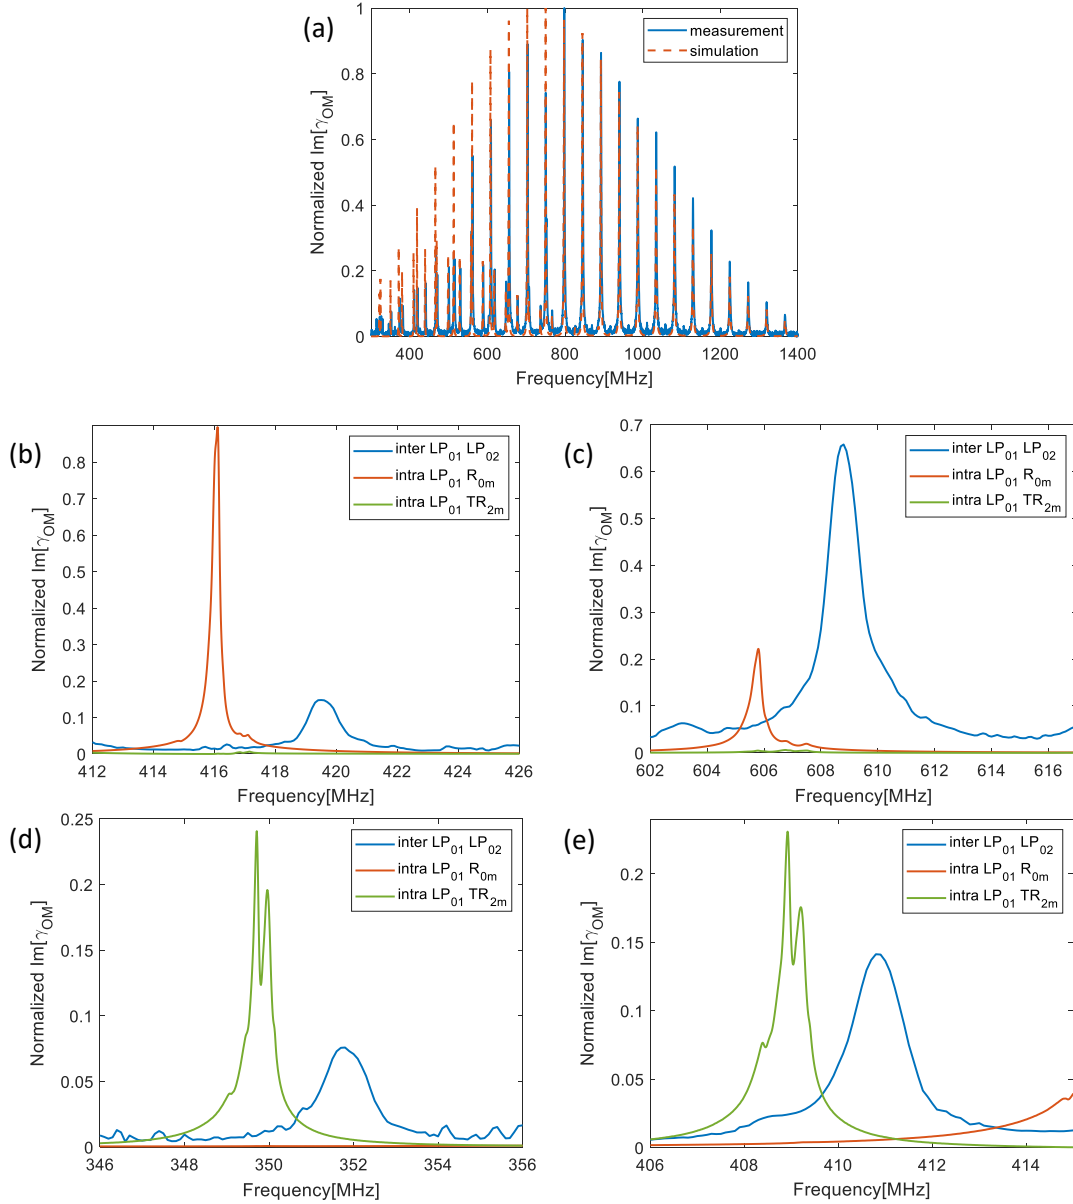 (a)
measurement
simulation
Normalized Im[γOM]
1
0.8
0.6
0.4
0.2
0
400 600 800 1000 1200 1400
Frequency[MHz]
(b)
inter LP01 LP02
intra LP01 R0m
intra LP01 TR2m
Normalized Im[γOM]
0.8
0.7
0.6
0.5
0.4
0.3
0.2
0.1
0
412 414 416 418 420 422 424 426
Frequency[MHz]
(c)
inter LP01 LP02
intra LP01 R0m
intra LP01 TR2m
Normalized Im[γOM]
0.7
0.6
0.5
0.4
0.3
0.2
0.1
0
602 604 606 608 610 612 614 616
Frequency[MHz]
(d)
inter LP01 LP02
intra LP01 R0m
intra LP01 TR2m
Normalized Im[γOM]
0.25
0.2
0.15
0.1
0.05
0
346 348 350 352 354 356
Frequency[MHz]
(e)
inter LP01 LP02
intra LP01 R0m
intra LP01 TR2m
Normalized Im[γOM]
0.2
0.15
0.1
0.05
0
406 408 410 412 414
Frequency[MHz]